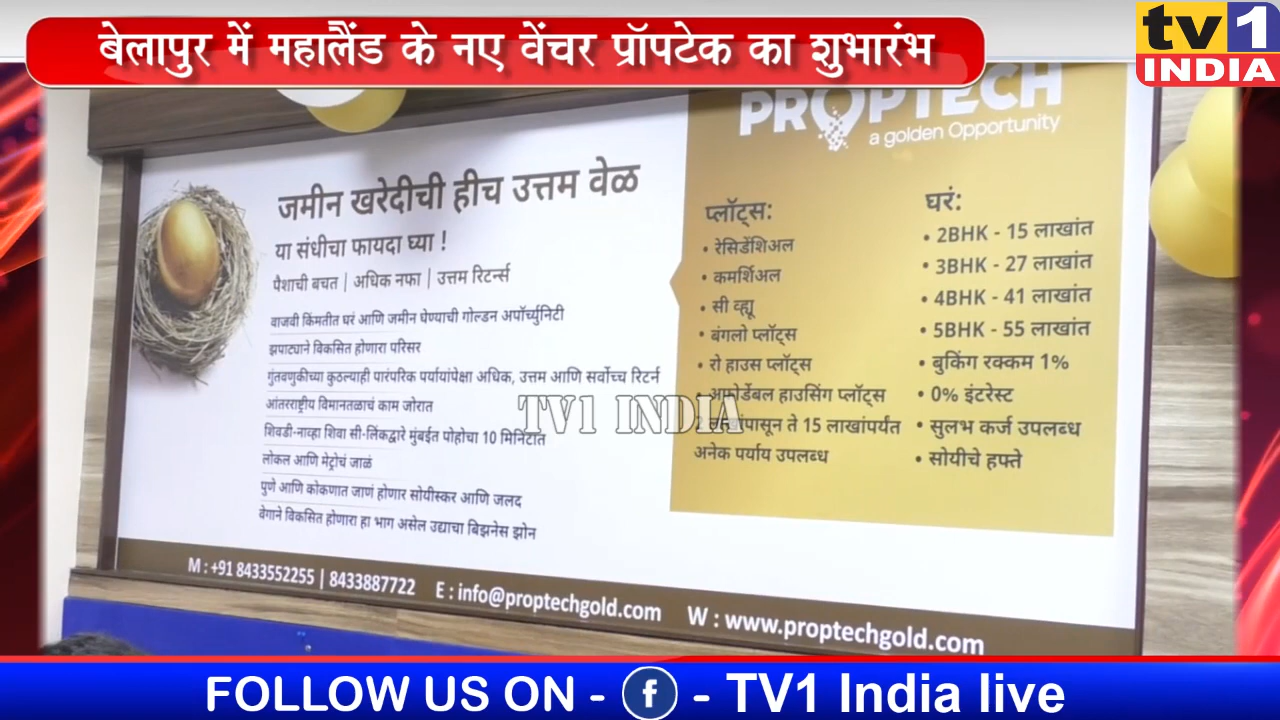 बेलापुर में महालैंड के नए वेंचर प्रॉपटेक का शुभारंभ
tv1
INDIA
PROPTECH
a golden Opportunity
जमीन खरेदीची हीच उत्तम वेळ
या संधीचा फायदा घ्या !
पैशाची बचत | अधिक नफा | उत्तम रिटर्न्स
वाजवी किंमतीत घरं आणि जमीन घेण्याची गोल्डन अपॉर्च्युनिटी
झपाट्याने विकसित होणारा परिसर
गुंतवणुकीच्या कुठल्याही पारंपरिक पर्यायांपेक्षा अधिक, उत्तम आणि सर्वोच्च रिटर्न
आंतरराष्ट्रीय विमानतळाचं काम जोरात
शिवडी-नाव्हा शिवा सी-लिंकद्वारे मुंबईत पोहोचा 10 मिनिटांत
लोकल आणि मेट्रोचं जाळं
पुणे आणि कोकणात जाणं होणार सोयीस्कर आणि जलद
वेगाने विकसित होणारा हा भाग असेल उद्याचा बिझनेस झोन
प्लॉट्स:
• रेसिडेंशिअल
• कमर्शिअल
• सी व्ह्यू
• बंगलो प्लॉट्स
• रो हाउस प्लॉट्स
• अफोर्डेबल हाउसिंग प्लॉट्स
ते 15 लाखांपर्यंत
अनेक पर्याय उपलब्ध
घरं:
• 2BHK - 15 लाखांत
• 3BHK - 27 लाखांत
• 4BHK - 41 लाखांत
• 5BHK - 55 लाखांत
• बुकिंग रक्कम 1%
• 0% इंटरेस्ट
• सुलभ कर्ज उपलब्ध
• सोयीचे हफ्ते
TV1 INDIA
M : +91 8433552255 | 8433887722 E : info@proptechgold.com W : www.proptechgold.com
FOLLOW US ON - f - TV1 India live